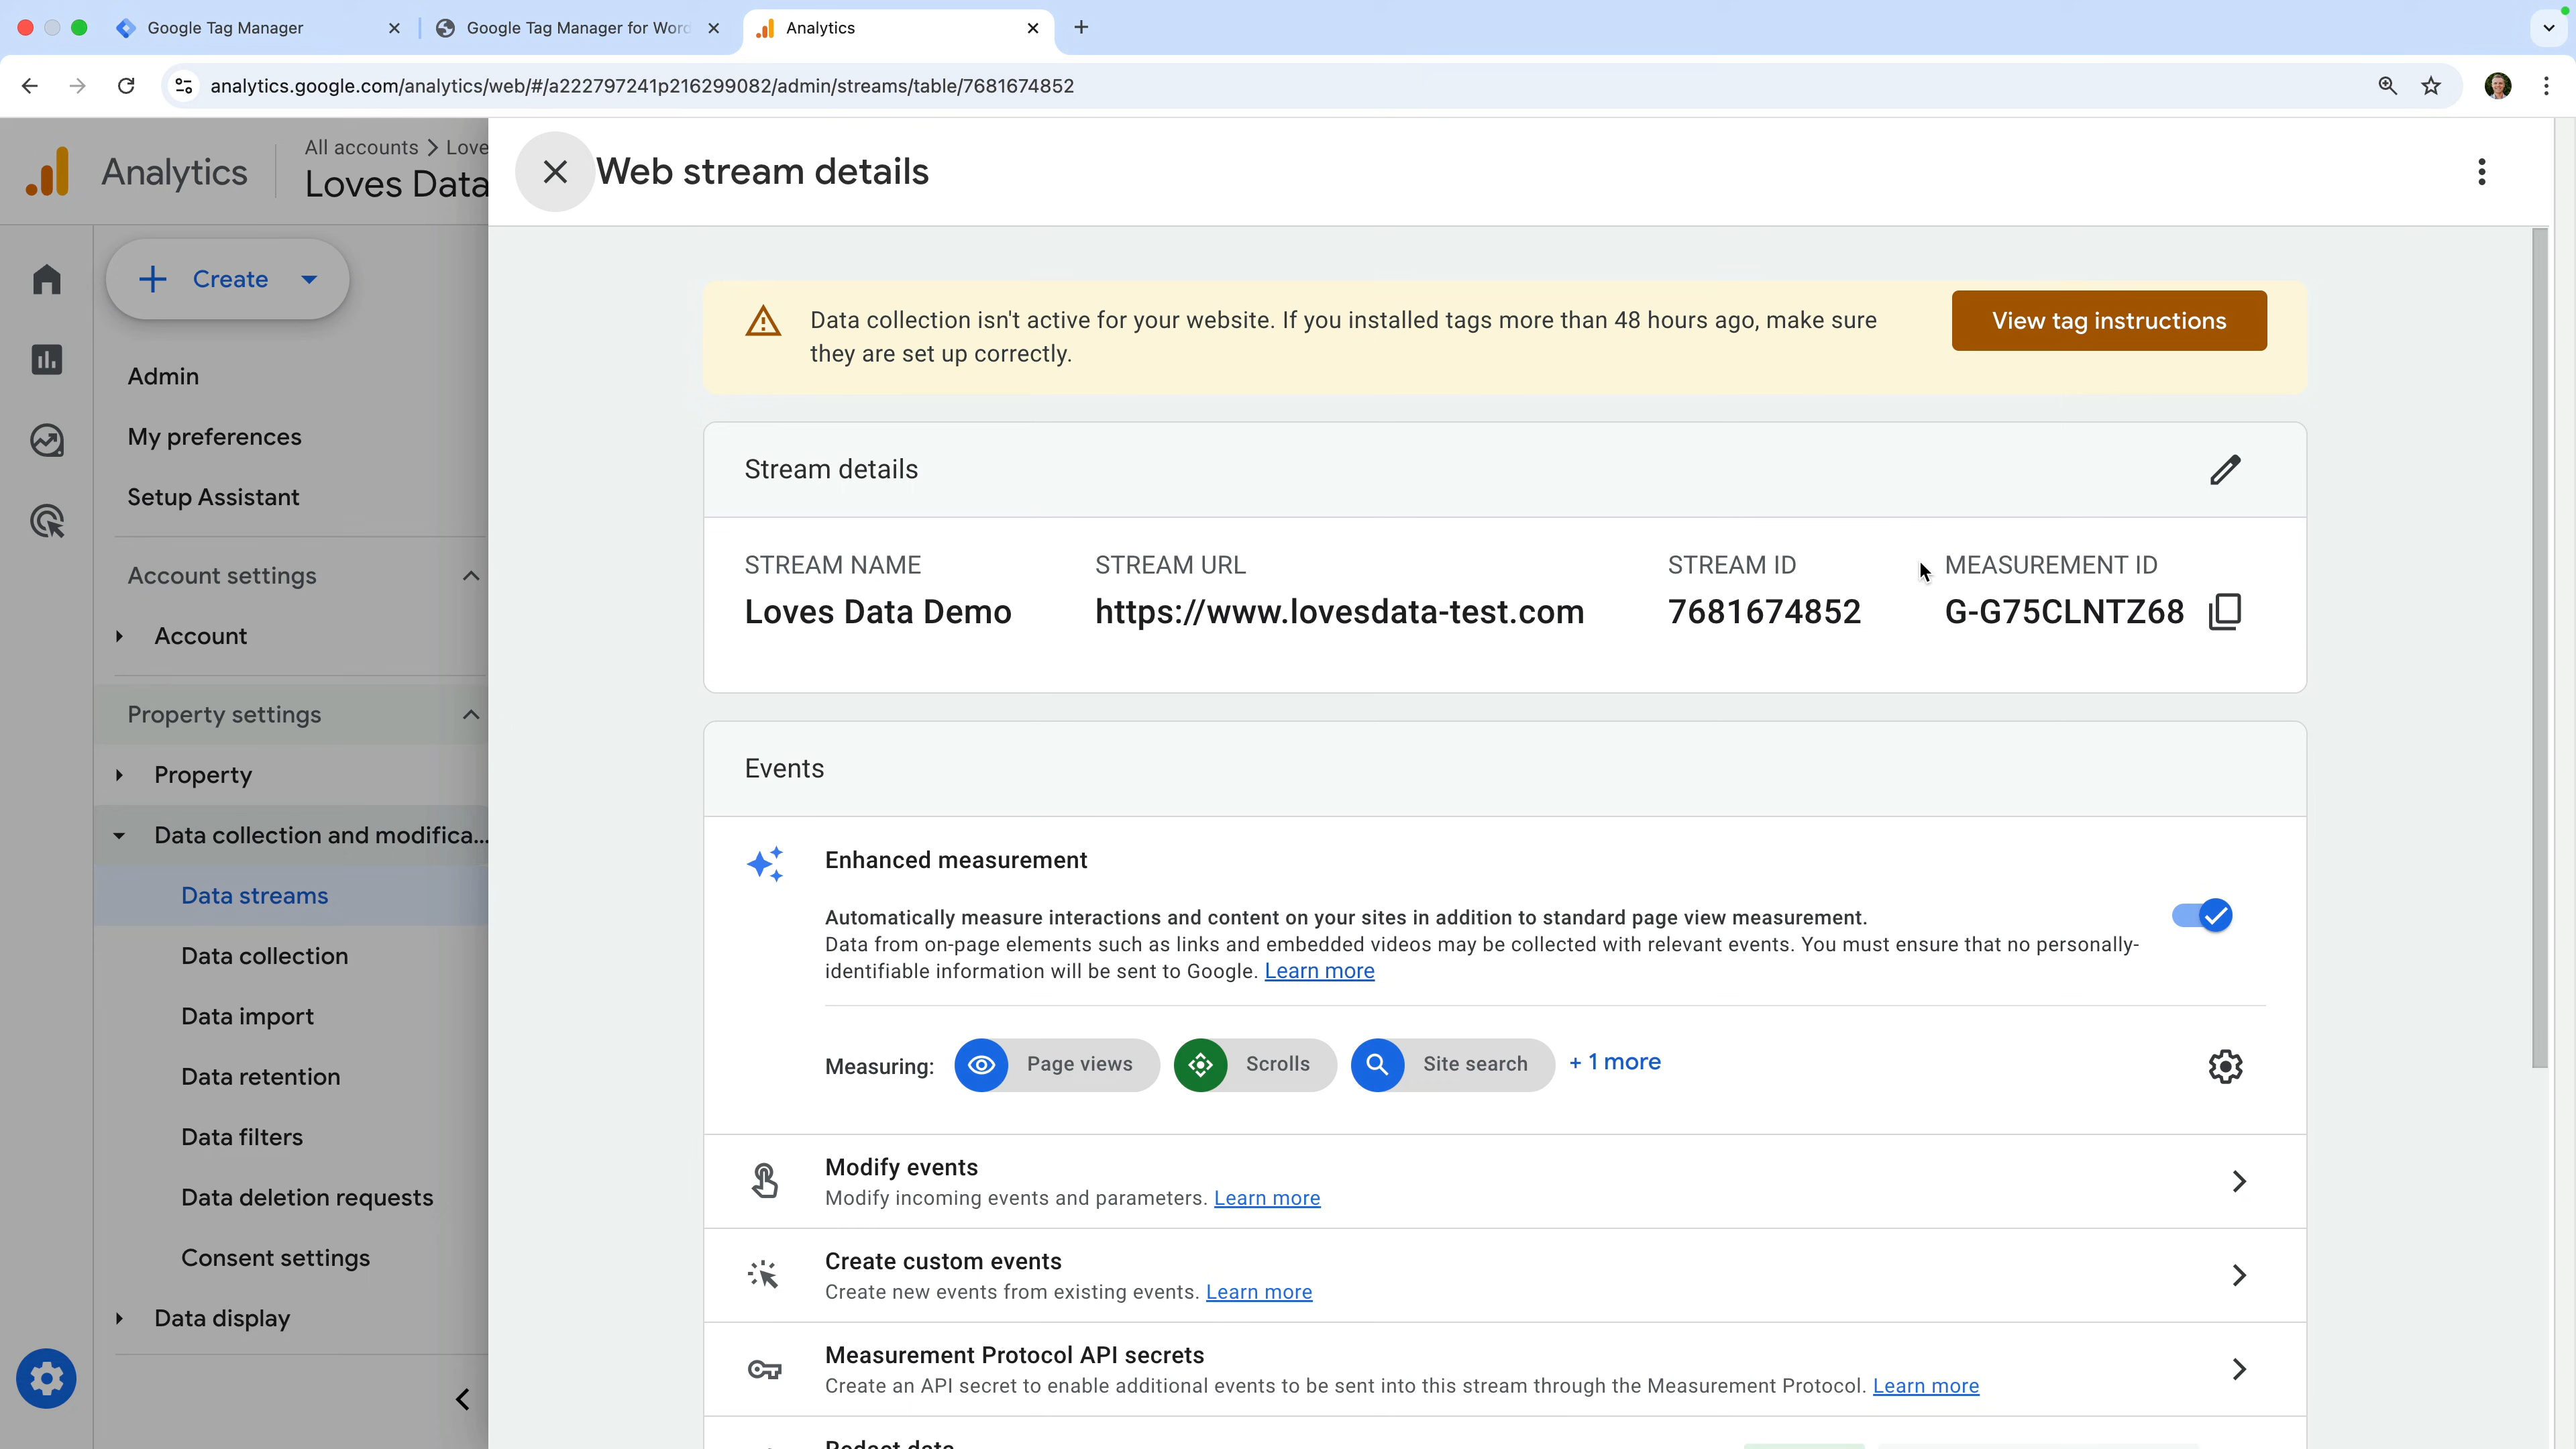 Google Tag Manager
Google Tag Manager for Word
Analytics
analytics.google.com/analytics/web/#/a222797241p216299082/admin/streams/table/7681674852
Analytics
All accounts > Love
Loves Data
Web stream details
Create
Admin
My preferences
Setup Assistant
Account settings
Account
Property settings
Property
Data collection and modifica...
Data streams
Data collection
Data import
Data retention
Data filters
Data deletion requests
Consent settings
Data display
Data collection isn't active for your website. If you installed tags more than 48 hours ago, make sure
they are set up correctly.
View tag instructions
Stream details
STREAM NAME
Loves Data Demo
STREAM URL
https://www.lovesdata-test.com
STREAM ID
7681674852
MEASUREMENT ID
G-G75CLNTZ68
Events
Enhanced measurement
Automatically measure interactions and content on your sites in addition to standard page view measurement.
Data from on-page elements such as links and embedded videos may be collected with relevant events. You must ensure that no personally-
identifiable information will be sent to Google. Learn more
Measuring: Page views Scrolls Site search + 1 more
Modify events
Modify incoming events and parameters. Learn more
Create custom events
Create new events from existing events. Learn more
Measurement Protocol API secrets
Create an API secret to enable additional events to be sent into this stream through the Measurement Protocol. Learn more
Redact data